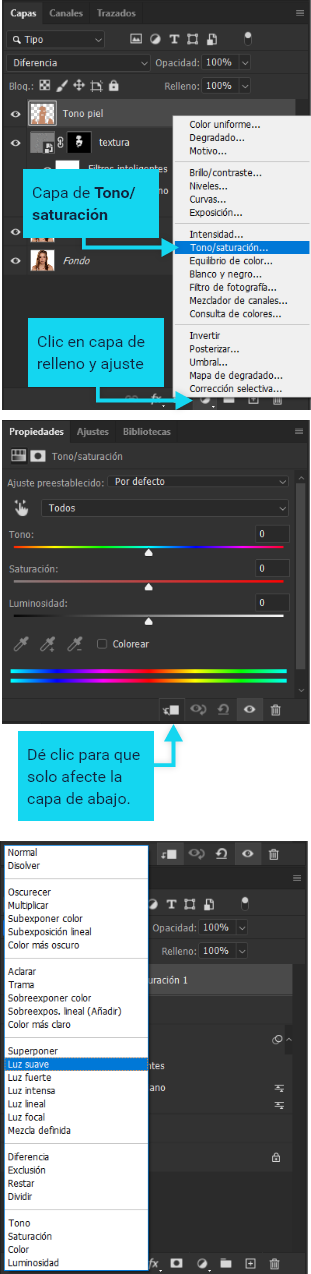 Capas Canales Trazados
Tipo
Diferencia Opacidad: 100%
Bloq.: Relleno: 100%
Tono piel
textura
Filtros inteligentes
no
Fondo
Color uniforme...
Degradado...
Motivo...
Brillo/contraste...
Niveles...
Curvas...
Exposición...
Intensidad...
Tono/saturación...
Equilibrio de color...
Blanco y negro...
Filtro de fotografía...
Mezclador de canales...
Consulta de colores...
Invertir
Posterizar...
Umbral...
Mapa de degradado...
Corrección selectiva...
Capa de Tono/
saturación
Clic en capa de
relleno y ajuste
fx
Propiedades Ajustes Bibliotecas
Tono/saturación
Ajuste preestablecido: Por defecto
Todos
Tono: 0
Saturación: 0
Luminosidad: 0
Colorear
Dé clic para que
solo afecte la
capa de abajo.
Normal
Disolver
Oscurecer
Multiplicar
Subexponer color
Subexposición lineal
Color más oscuro
Aclarar
Trama
Sobreexponer color
Sobreexpos. lineal (Añadir)
Color más claro
Superponer
Luz suave
Luz fuerte
Luz intensa
Luz lineal
Luz focal
Mezcla definida
Diferencia
Exclusión
Restar
Dividir
Tono
Saturación
Color
Luminosidad
Opacidad: 100%
Relleno: 100%
uración 1
ntes
ano
fx